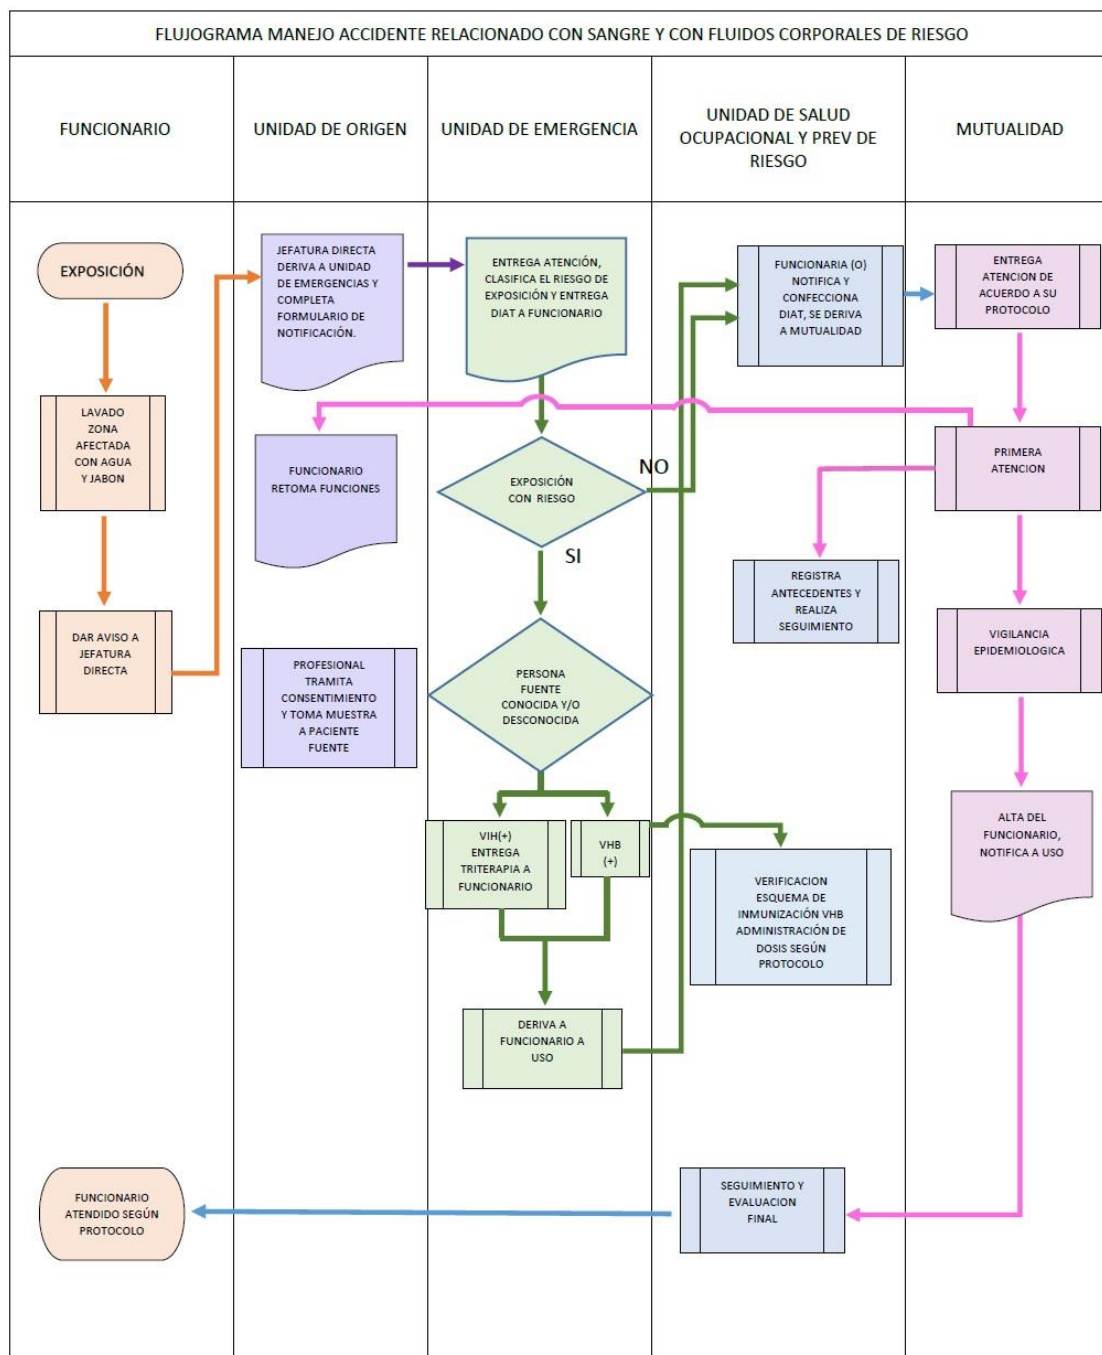 FLUJOGRAMA MANEJO ACCIDENTE RELACIONADO CON SANGRE Y CON FLUIDOS CORPORALES DE RIESGO
FUNCIONARIO
UNIDAD DE ORIGEN
UNIDAD DE EMERGENCIA
UNIDAD DE SALUD
OCUPACIONAL Y PREV DE
RIESGO
MUTUALIDAD
EXPOSICIÓN
LAVADO
ZONA
AFECTADA
CON AGUA
Y JABON
DAR AVISO A
JEFATURA
DIRECTA
JEFATURA DIRECTA
DERIVA A UNIDAD
DE EMERGENCIAS Y
COMPLETA
FORMULARIO DE
NOTIFICACIÓN.
FUNCIONARIO
RETOMA FUNCIONES
PROFESIONAL
TRAMITA
CONSENTIMIENTO
Y TOMA MUESTRA
A PACIENTE
FUENTE
ENTREGA ATENCIÓN,
CLASIFICA EL RIESGO DE
EXPOSICIÓN Y ENTREGA
DIAT A FUNCIONARIO
EXPOSICIÓN
CON RIESGO
NO
SI
PERSONA
FUENTE
CONOCIDA Y/O
DESCONOCIDA
VIH(+)
ENTREGA
TRITERAPIA A
FUNCIONARIO
VHB
(+)
DERIVA A
FUNCIONARIO A
USO
FUNCIONARIA (O)
NOTIFICA Y
CONFECCIONA
DIAT, SE DERIVA
A MUTUALIDAD
REGISTRA
ANTECEDENTES Y
REALIZA
SEGUIMIENTO
VERIFICACION
ESQUEMA DE
INMUNIZACIÓN VHB
ADMINISTRACIÓN DE
DOSIS SEGÚN
PROTOCOLO
ENTREGA
ATENCION DE
ACUERDO A SU
PROTOCOLO
PRIMERA
ATENCION
VIGILANCIA
EPIDEMIOLOGICA
ALTA DEL
FUNCIONARIO,
NOTIFICA A USO
SEGUIMIENTO Y
EVALUACION
FINAL
FUNCIONARIO
ATENDIDO SEGÚN
PROTOCOLO